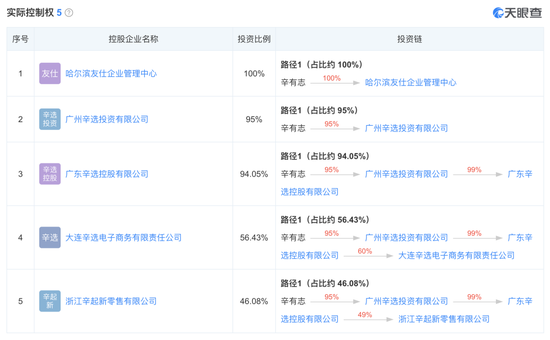 实际控制权 5 ?
天眼查
序号 控股企业名称 投资比例 投资链
1 友仕 哈尔滨友仕企业管理中心 100% 路径1（占比约 100%）
辛有志 100% 哈尔滨友仕企业管理中心
2 辛选投资 广州辛选投资有限公司 95% 路径1（占比约 95%）
辛有志 95% 广州辛选投资有限公司
3 辛选控股 广东辛选控股有限公司 94.05% 路径1（占比约 94.05%）
辛有志 95% 广州辛选投资有限公司 99% 广东辛
选控股有限公司
4 辛选 大连辛选电子商务有限责任公司 56.43% 路径1（占比约 56.43%）
辛有志 95% 广州辛选投资有限公司 99% 广东辛
选控股有限公司 60% 大连辛选电子商务有限责任公司
5 辛起新 浙江辛起新零售有限公司 46.08% 路径1（占比约 46.08%）
辛有志 95% 广州辛选投资有限公司 99% 广东辛
选控股有限公司 49% 浙江辛起新零售有限公司